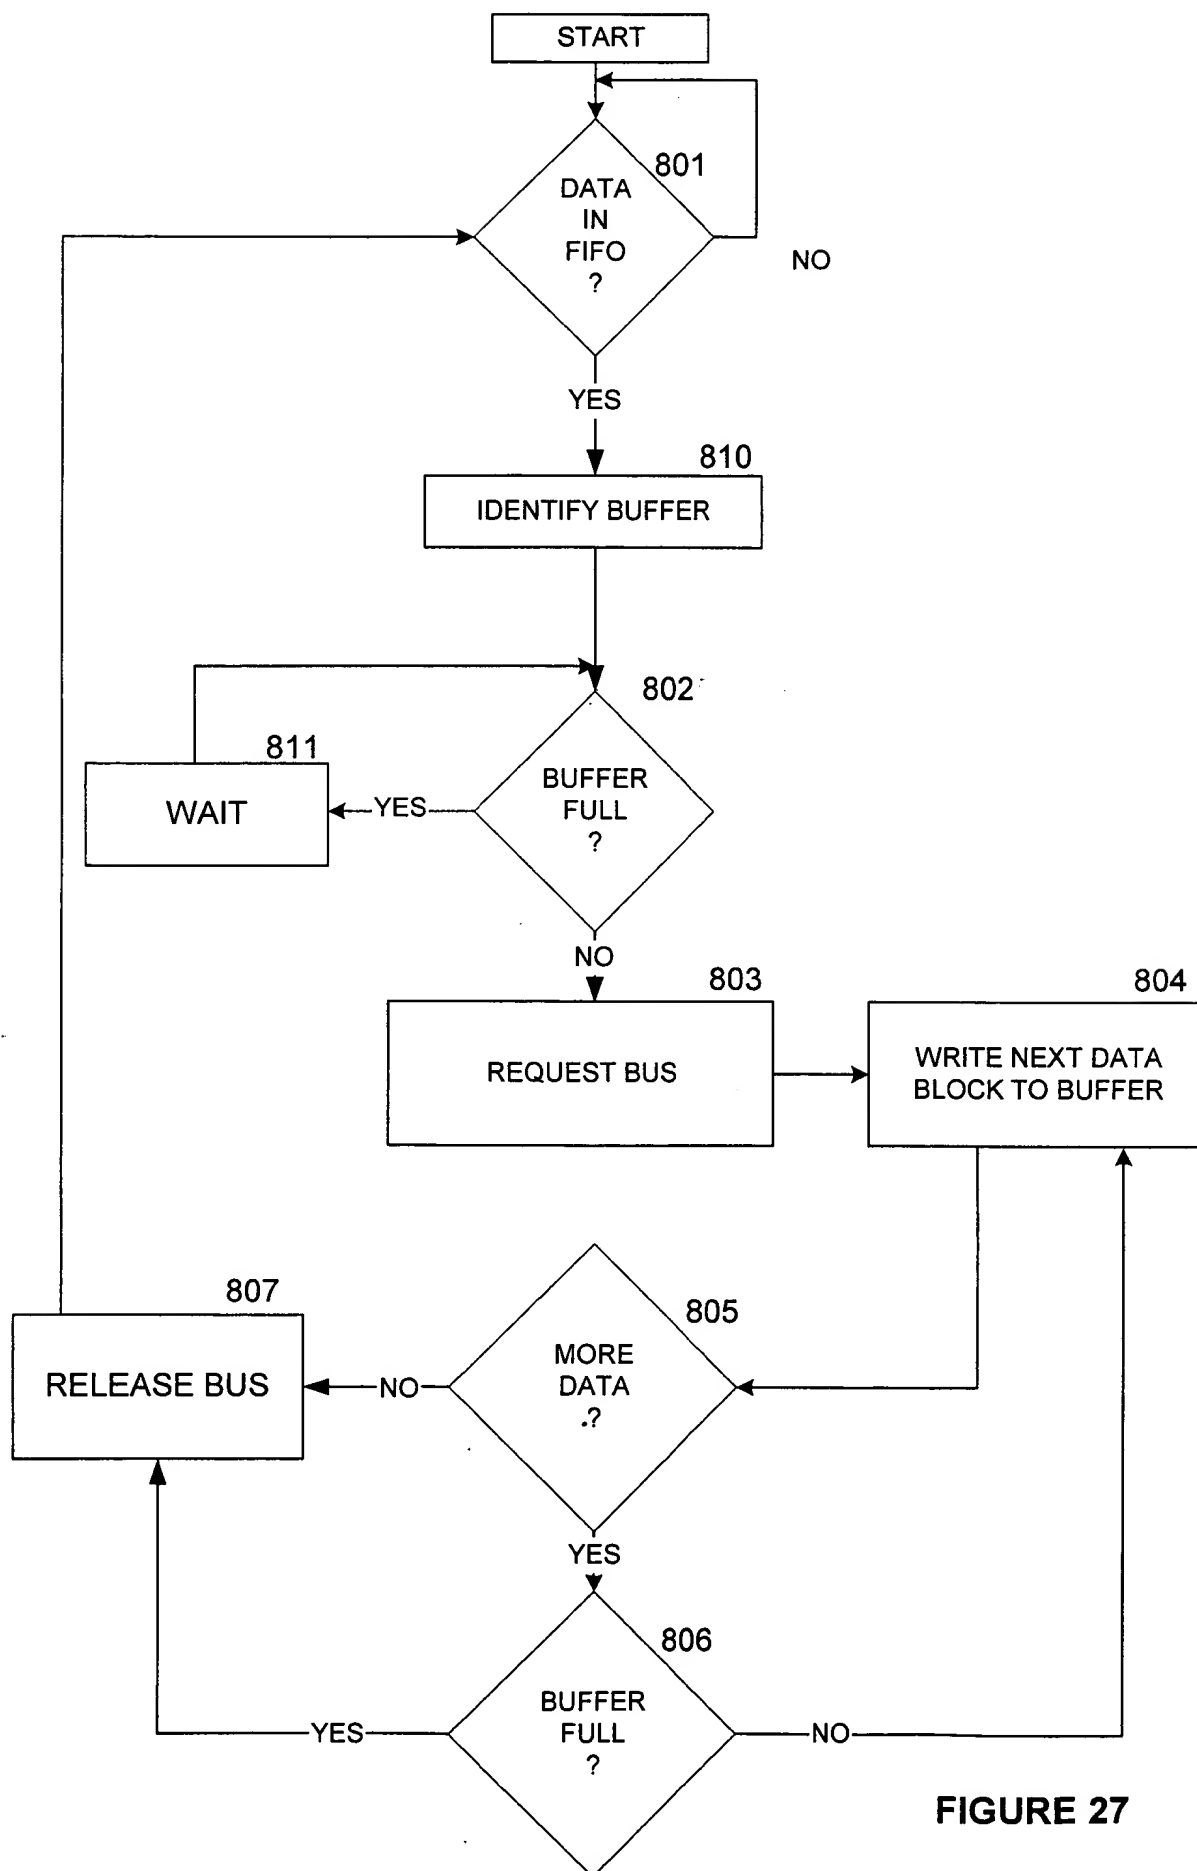 START
801
DATA
IN
FIFO
?
NO
YES
810
IDENTIFY BUFFER
802
811
WAIT
YES
BUFFER
FULL
?
NO
803
REQUEST BUS
804
WRITE NEXT DATA
BLOCK TO BUFFER
807
RELEASE BUS
NO
805
MORE
DATA
?
YES
806
BUFFER
FULL
?
YES
NO
FIGURE 27